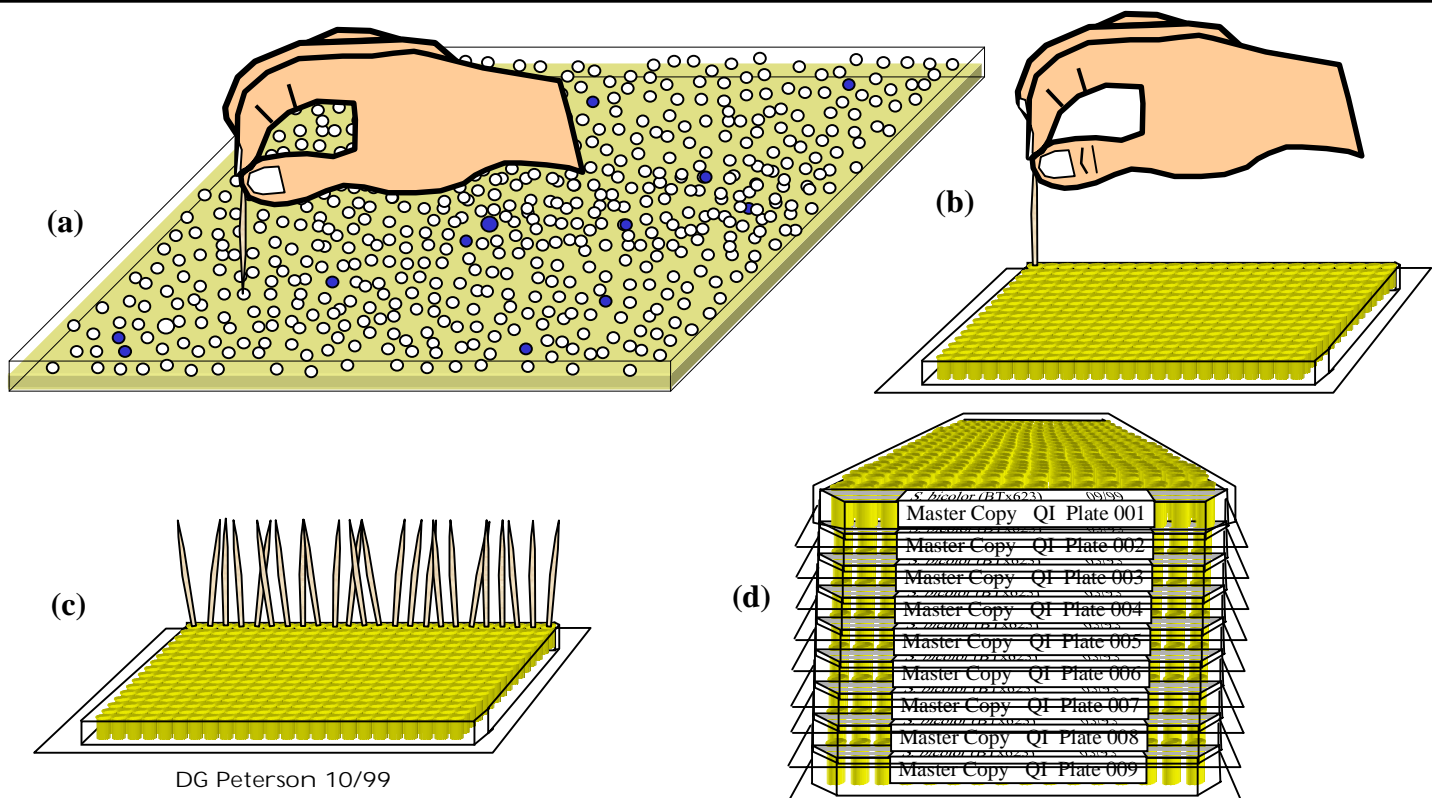 (a)
(b)
(c)
DG Peterson 10/99
(d)
S. bicolor (BTx623) 09/99
Master Copy QI Plate 001
Master Copy QI Plate 002
Master Copy QI Plate 003
Master Copy QI Plate 004
Master Copy QI Plate 005
Master Copy QI Plate 006
Master Copy QI Plate 007
Master Copy QI Plate 008
Master Copy QI Plate 009